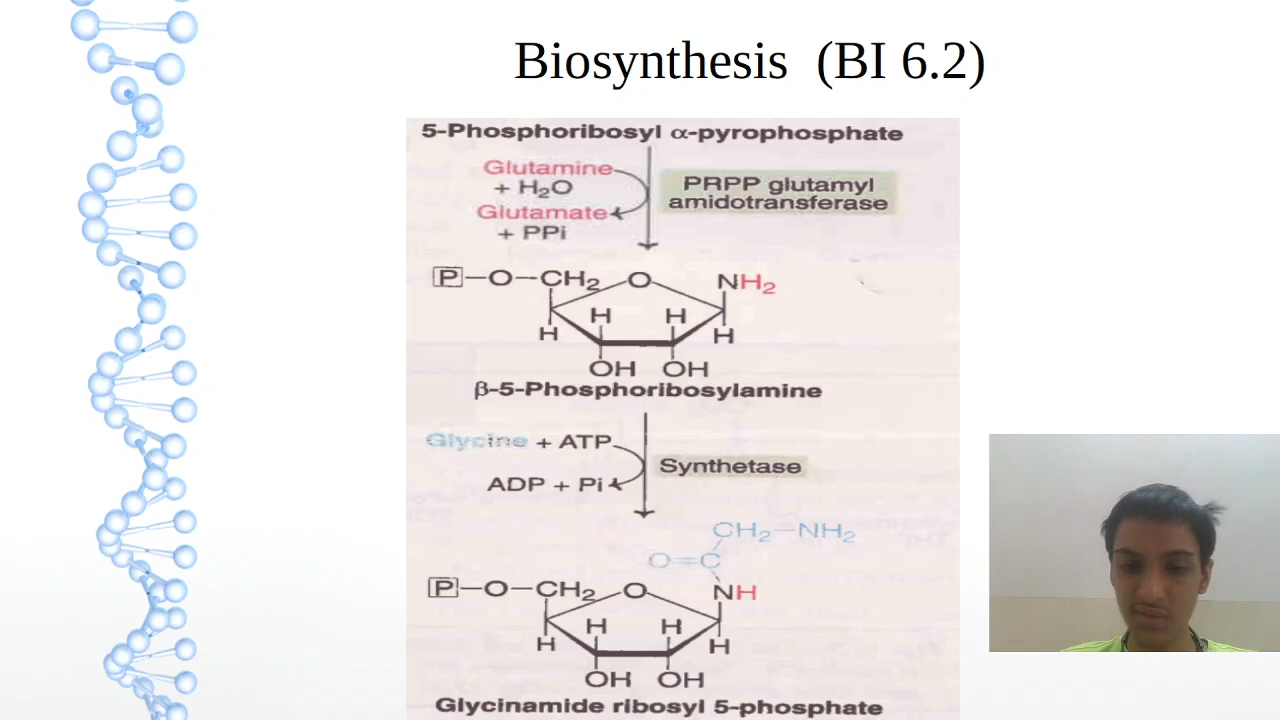 Biosynthesis (BI 6.2)
5-Phosphoribosyl α-pyrophosphate
Glutamine
+ H₂O
Glutamate
+ PPi
PRPP glutamyl
amidotransferase
P–O–CH₂ O NH₂
H H
H H
OH OH
β-5-Phosphoribosylamine
Glycine + ATP
ADP + Pi
Synthetase
CH₂–NH₂
O=C
P–O–CH₂ O NH
H H
H H
OH OH
Glycinamide ribosyl 5-phosphate